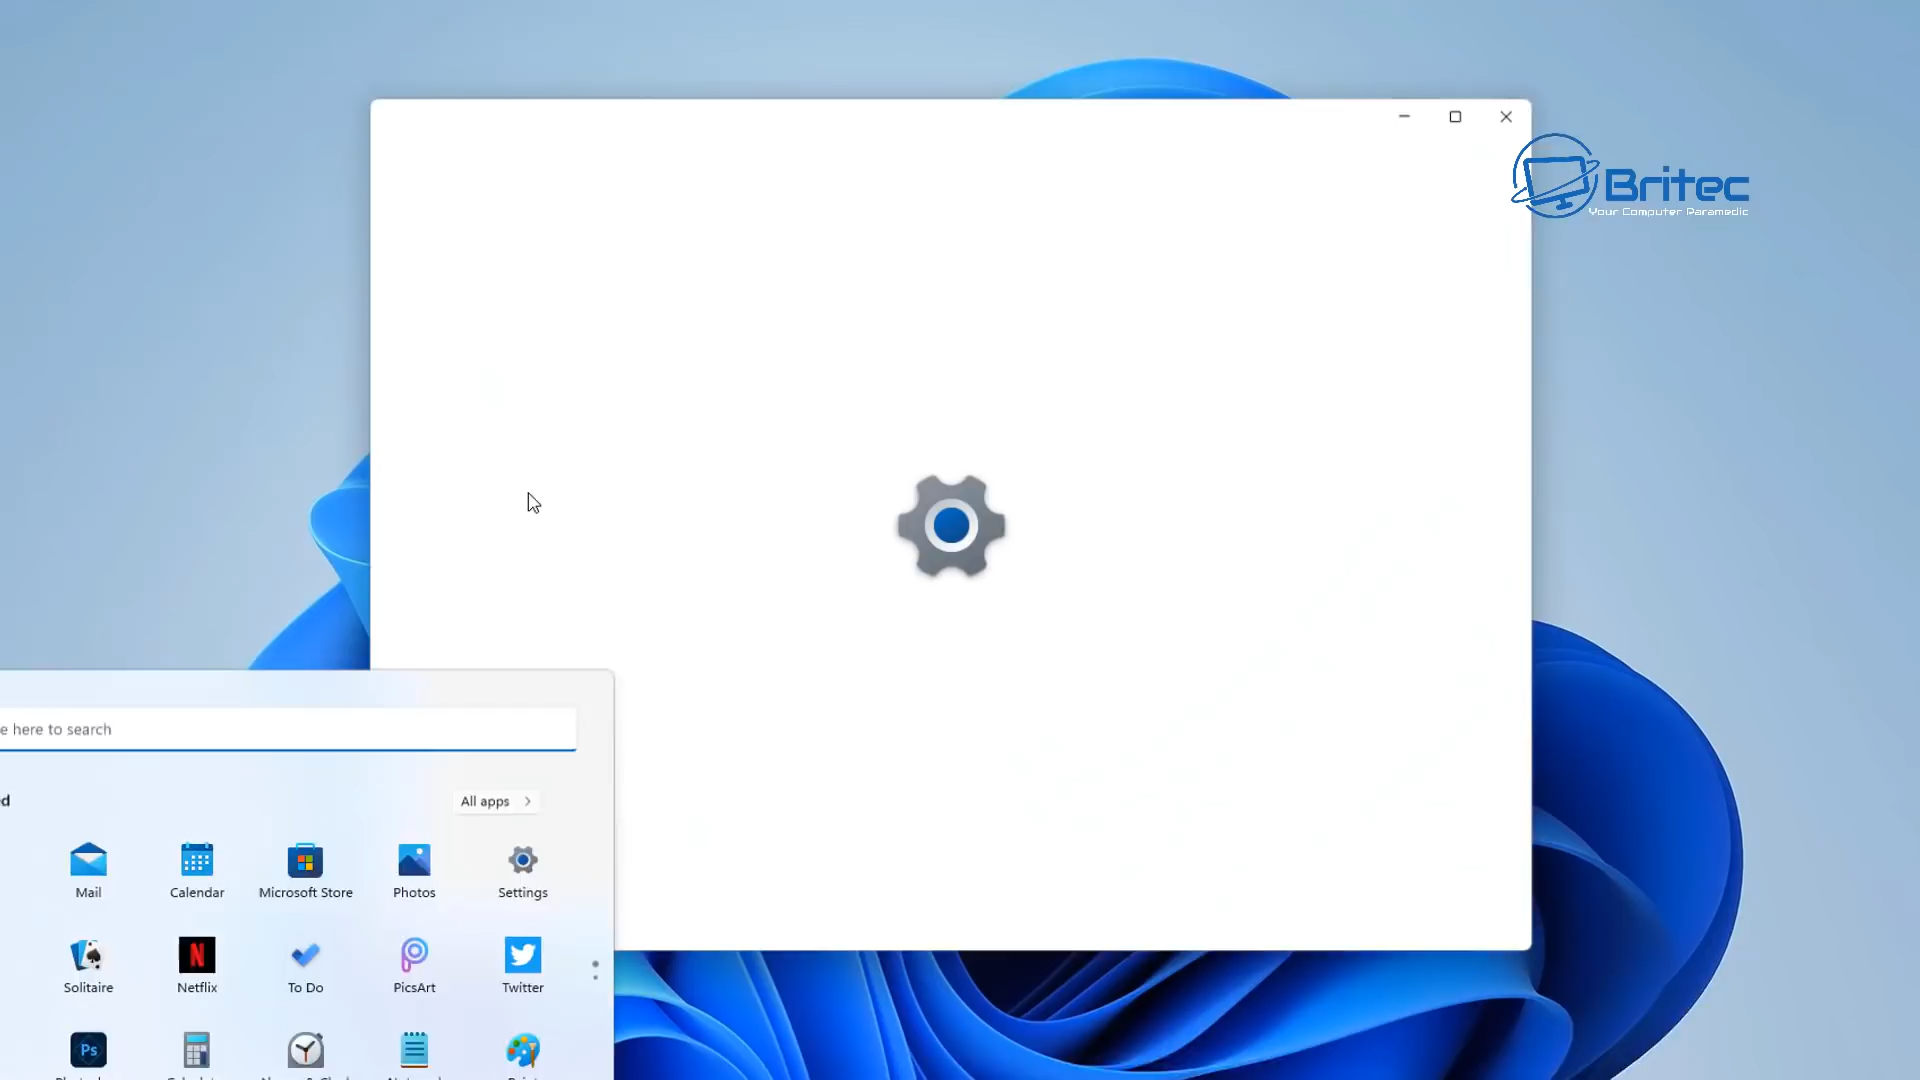 Britec
Your Computer Paramedic
e here to search
d
All apps
Mail
Calendar
Microsoft Store
Photos
Settings
Solitaire
Netflix
To Do
PicsArt
Twitter
Ps